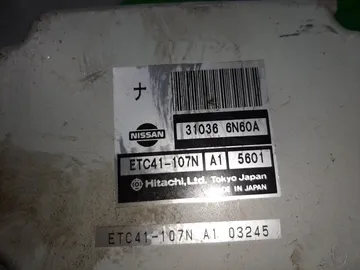 ナ
NISSAN
31036 6N60A
ETC41-107N A1 5601
Hitachi, Ltd. Tokyo Japan
MADE IN JAPAN
ETC41-107N A1 03245